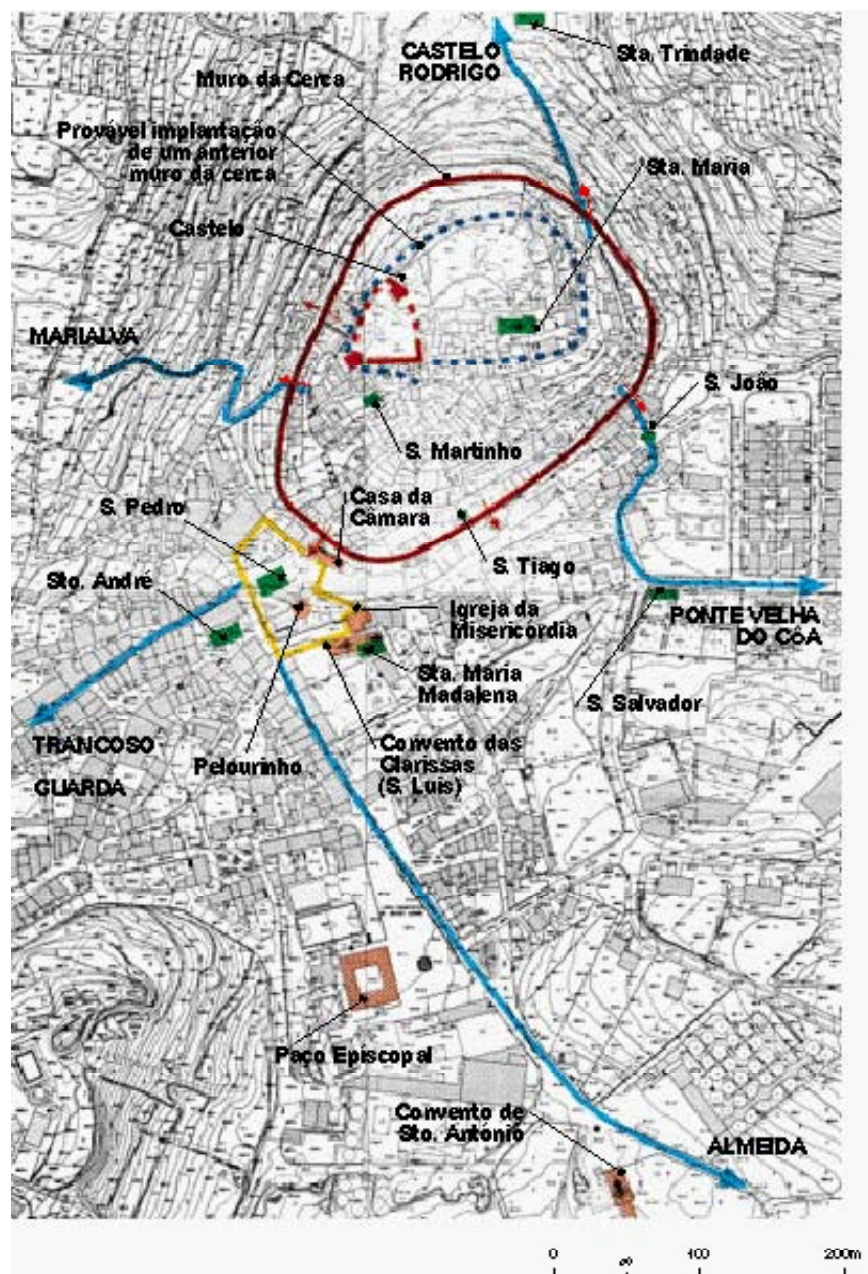 CASTELO
RODRIGO
Sta. Trindade
Muro da Cerca
Provável implantação
de um anterior
muro da cerca
Sta. Maria
Castelo
MARIALVA
S. João
S. Martinho
Casa da
Câmara
S. Pedro
S. Tiago
Sto. André
Igreja da
Misericórdia
PONTE VELHA
DO CÔA
Sta. Maria
Madalena
S. Salvador
TRANCOSO
GUARDA
Pelourinho
Convento das
Clarissas
(S. Luis)
Paço Episcopal
Convento de
Sto. António
ALMEIDA
0 50 100 200m